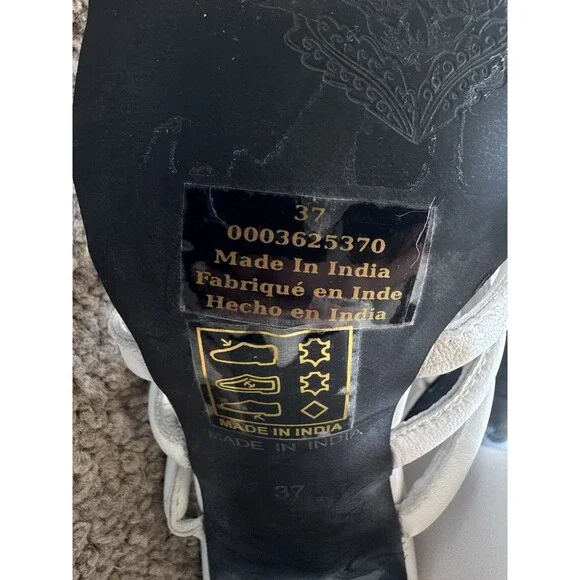 37
0003625370
Made In India
Fabriqué en Inde
Hecho en India
MADE IN INDIA
MADE IN INDIA
37